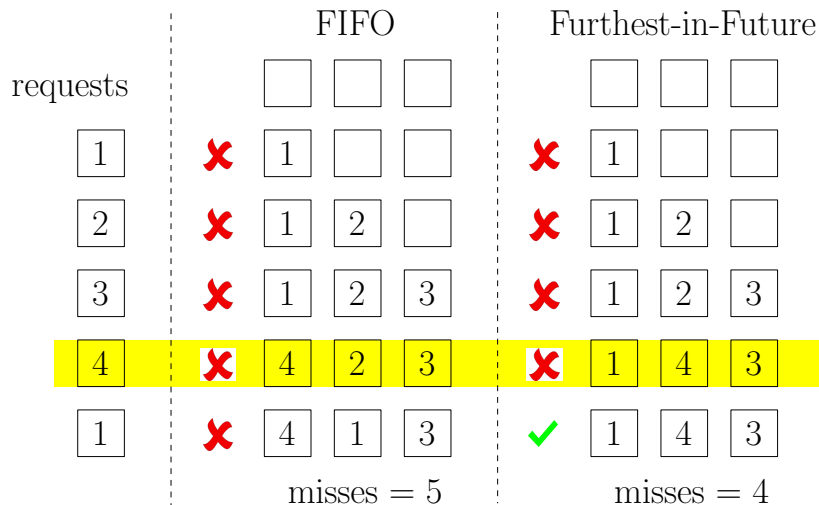 FIFO Furthest-in-Future
requests
1 1 1
2 1 2 1 2
3 1 2 3 1 2 3
4 4 2 3 1 4 3
1 4 1 3 1 4 3
misses = 5 misses = 4